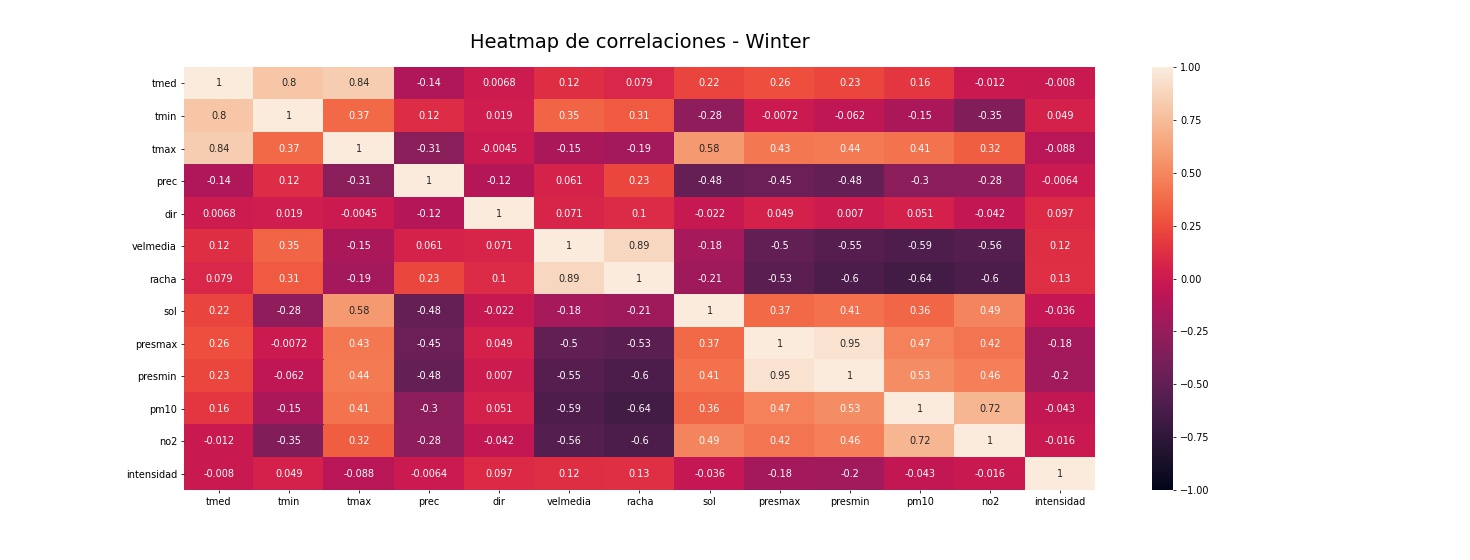 Heatmap de correlaciones - Winter
tmed 1 0.8 0.84 -0.14 0.0068 0.12 0.079 0.22 0.26 0.23 0.16 -0.012 -0.008
tmin 0.8 1 0.37 0.12 0.019 0.35 0.31 -0.28 -0.0072 -0.062 -0.15 -0.35 0.049
tmax 0.84 0.37 1 -0.31 -0.0045 -0.15 -0.19 0.58 0.43 0.44 0.41 0.32 -0.088
prec -0.14 0.12 -0.31 1 -0.12 0.061 0.23 -0.48 -0.45 -0.48 -0.3 -0.28 -0.0064
dir 0.0068 0.019 -0.0045 -0.12 1 0.071 0.1 -0.022 0.049 0.007 0.051 -0.042 0.097
velmedia 0.12 0.35 -0.15 0.061 0.071 1 0.89 -0.18 -0.5 -0.55 -0.59 -0.56 0.12
racha 0.079 0.31 -0.19 0.23 0.1 0.89 1 -0.21 -0.53 -0.6 -0.64 -0.6 0.13
sol 0.22 -0.28 0.58 -0.48 -0.022 -0.18 -0.21 1 0.37 0.41 0.36 0.49 -0.036
presmax 0.26 -0.0072 0.43 -0.45 0.049 -0.5 -0.53 0.37 1 0.95 0.47 0.42 -0.18
presmin 0.23 -0.062 0.44 -0.48 0.007 -0.55 -0.6 0.41 0.95 1 0.53 0.46 -0.2
pm10 0.16 -0.15 0.41 -0.3 0.051 -0.59 -0.64 0.36 0.47 0.53 1 0.72 -0.043
no2 -0.012 -0.35 0.32 -0.28 -0.042 -0.56 -0.6 0.49 0.42 0.46 0.72 1 -0.016
intensidad -0.008 0.049 -0.088 -0.0064 0.097 0.12 0.13 -0.036 -0.18 -0.2 -0.043 -0.016 1
tmed tmin tmax prec dir velmedia racha sol presmax presmin pm10 no2 intensidad
1.00
0.75
0.50
0.25
0.00
−0.25
−0.50
−0.75
−1.00